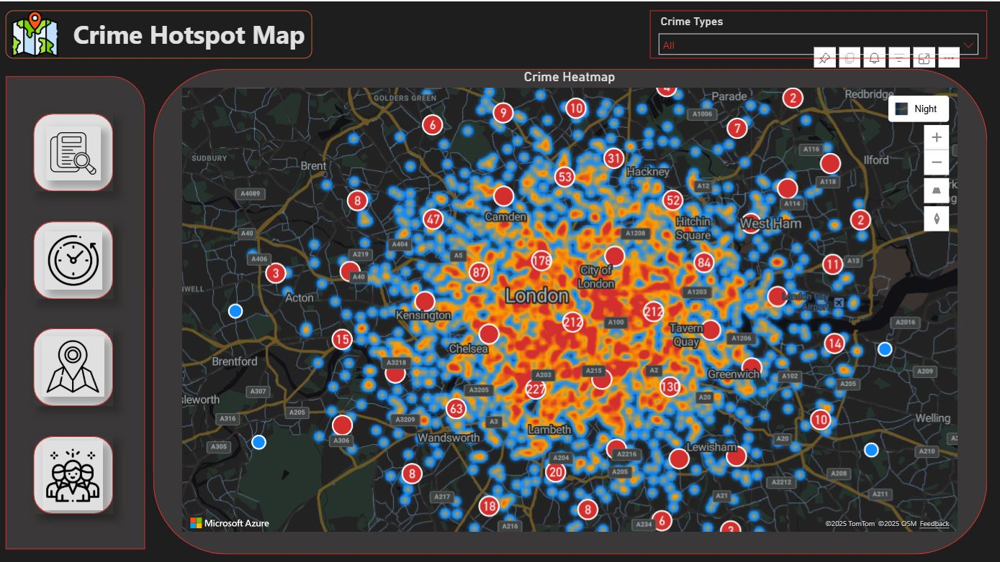 Crime Hotspot Map
Crime Types
All
Crime Heatmap
GOLDERS GREEN
4
Parade
2
Redbridge
9
10
A1006
Night
6
7
SUDBURY
Brent
31
A116
Ilford
53
Hackney
A12
A118
A4089
8
52
A114
Camden
47
Hitchin
Square
West Ham
2
A40
A404
A1208
A406
A219
A5
178
84
A13
3
A40
87
City of
London
11
NWELL
Acton
London
A1203
London City
Airport
Kensington
212
212
A100
A2016
15
Chelsea
Tavern
Quay
A1206
14
Brentford
A3218
A203
A215
A2
Greenwich
A102
A209
A307
A3205
227
130
A205
sleworth
A20
A316
A205
63
A3209
A3
10
Welling
A305
A306
Wandsworth
Lambeth
A20
A2
A204
A2216
Lewisham
A210
8
20
A205
A2212
A208
A217
A21
A211
18
8
Microsoft Azure
A216
A234
6
3
©2025 TomTom ©2025 OSM Feedback